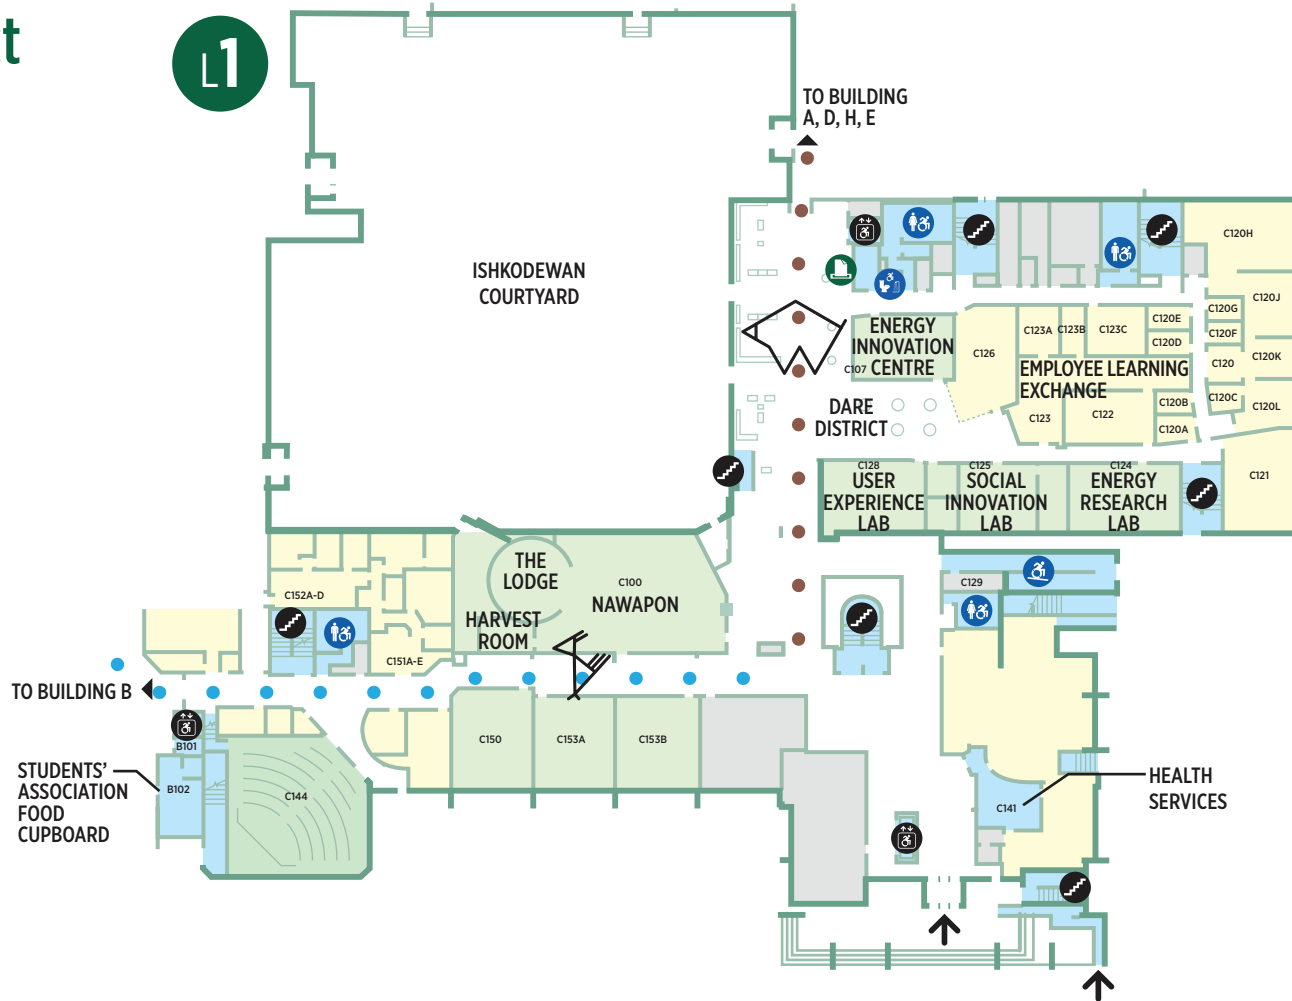 t
L1
TO BUILDING
A, D, H, E
ISHKODEWAN
COURTYARD
C120H
C120J
C120G
C120F
C120E
C120D
C123A
C123B
C123C
C126
ENERGY
INNOVATION
CENTRE
C107
C120
C120K
EMPLOYEE LEARNING
EXCHANGE
C120C
C120L
C120B
C120A
C123
C122
DARE
DISTRICT
C128
USER
EXPERIENCE
LAB
C125
SOCIAL
INNOVATION
LAB
C124
ENERGY
RESEARCH
LAB
C121
THE
LODGE
C100
NAWAPON
HARVEST
ROOM
C129
C152A-D
C151A-E
TO BUILDING B
B101
B102
STUDENTS'
ASSOCIATION
FOOD
CUPBOARD
C144
C150
C153A
C153B
C141
HEALTH
SERVICES